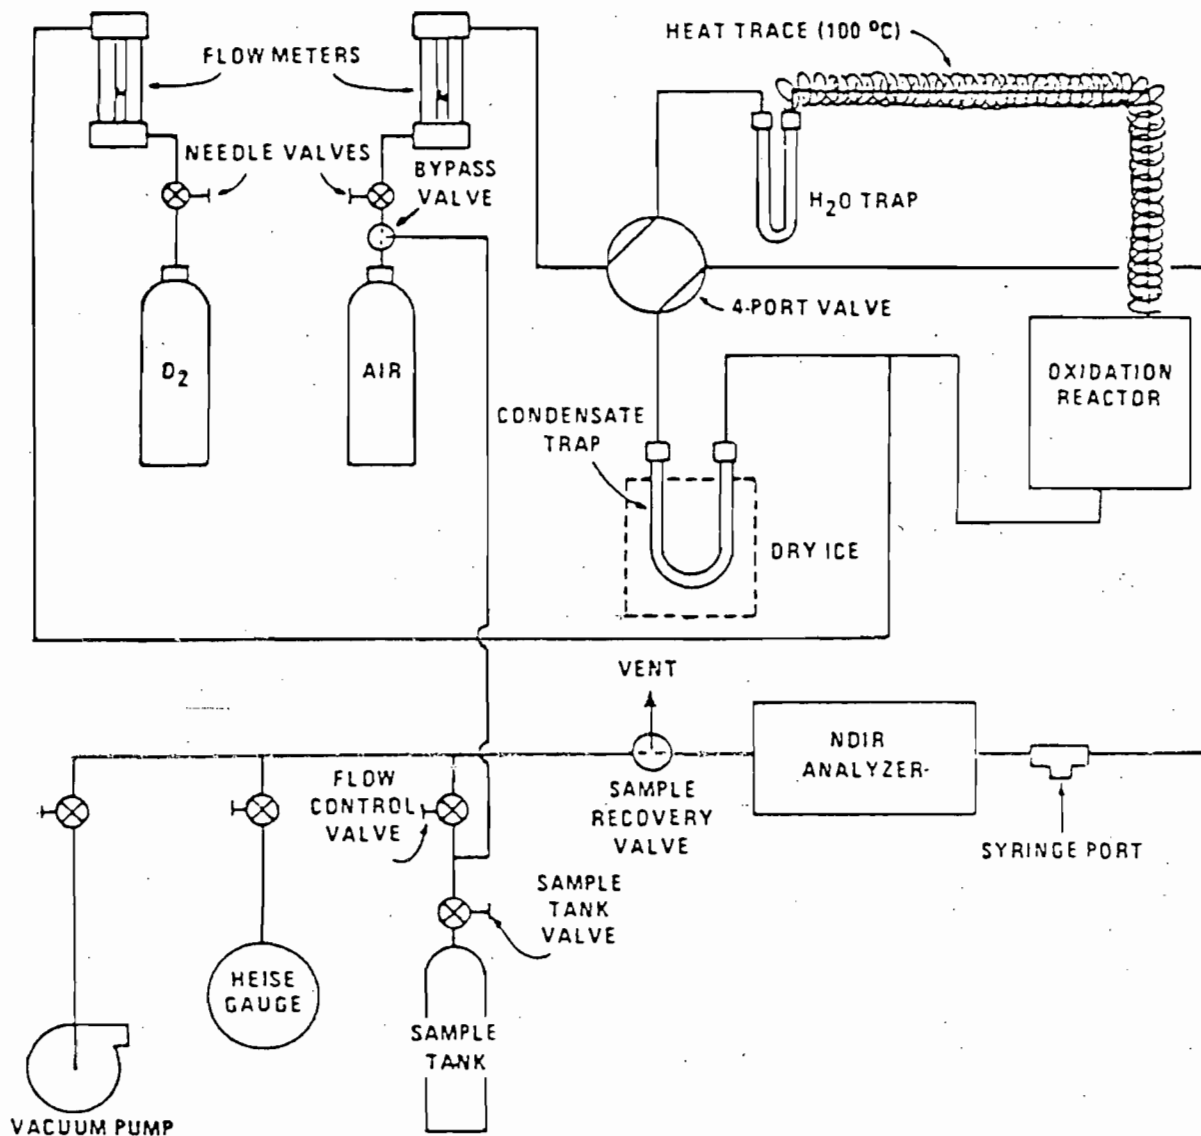 HEAT TRACE (100 ºC)
FLOW METERS
NEEDLE VALVES
BYPASS
VALVE
H2O TRAP
4-PORT VALVE
D2
AIR
OXIDATION
REACTOR
CONDENSATE
TRAP
DRY ICE
VENT
NDIR
ANALYZER
FLOW
CONTROL
VALVE
SAMPLE
RECOVERY
VALVE
SYRINGE PORT
SAMPLE
TANK
VALVE
HEISE
GAUGE
SAMPLE
TANK
VACUUM PUMP